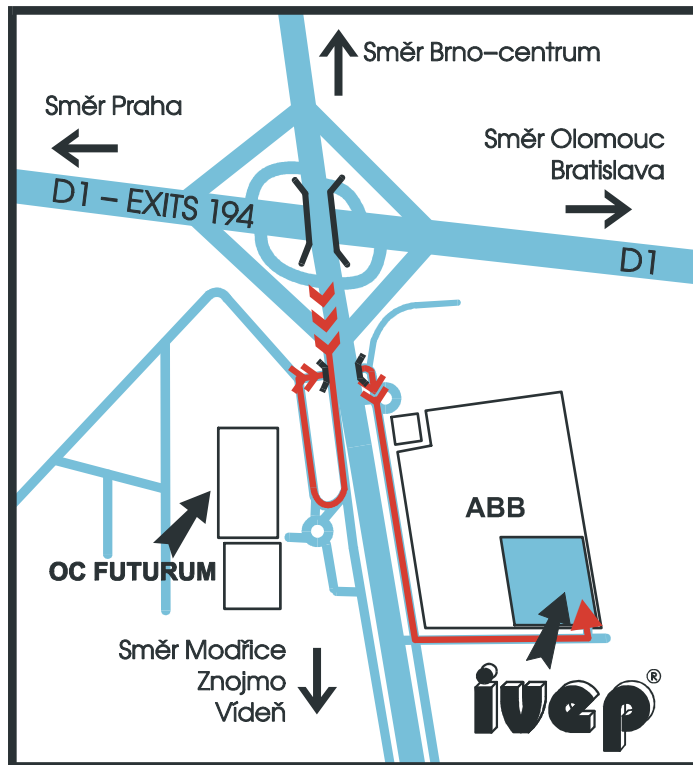 Směr Brno–centrum
Směr Praha
Směr Olomouc
Bratislava
D1 – EXITS 194
D1
ABB
OC FUTURUM
Směr Modřice
Znojmo
Vídeň
ivep®